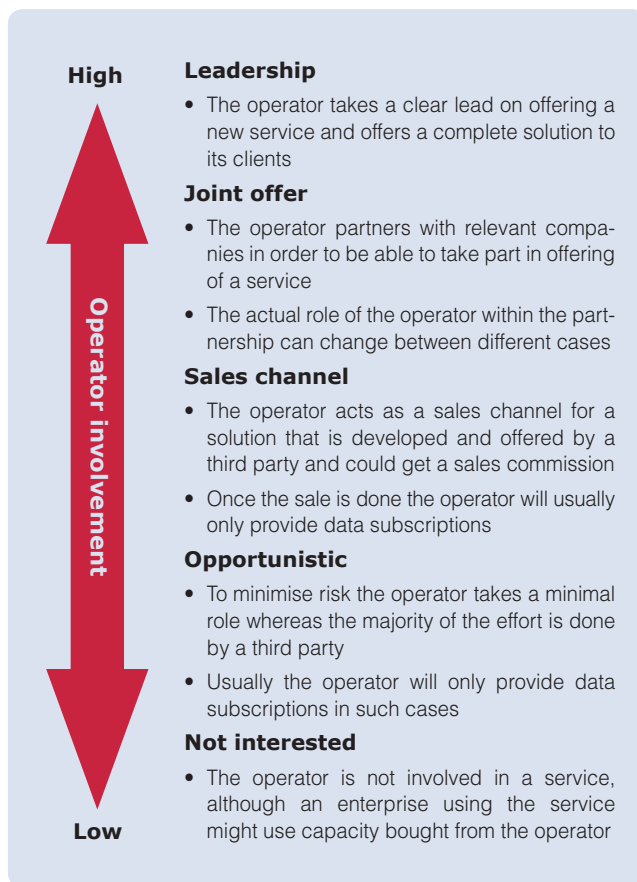 High
Leadership
• The operator takes a clear lead on offering a
new service and offers a complete solution to
its clients
Joint offer
• The operator partners with relevant compa-
nies in order to be able to take part in offering
of a service
• The actual role of the operator within the part-
nership can change between different cases
Sales channel
• The operator acts as a sales channel for a
solution that is developed and offered by a
third party and could get a sales commission
• Once the sale is done the operator will usually
only provide data subscriptions
Opportunistic
• To minimise risk the operator takes a minimal
role whereas the majority of the effort is done
by a third party
• Usually the operator will only provide data
subscriptions in such cases
Not interested
• The operator is not involved in a service,
although an enterprise using the service
might use capacity bought from the operator
Low
Operator involvement